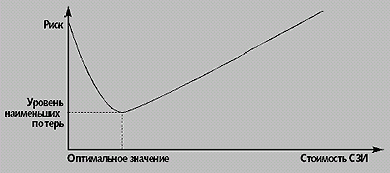 Риск
Уровень
наименьших
потерь
Оптимальное значение
Стоимость СЗИ